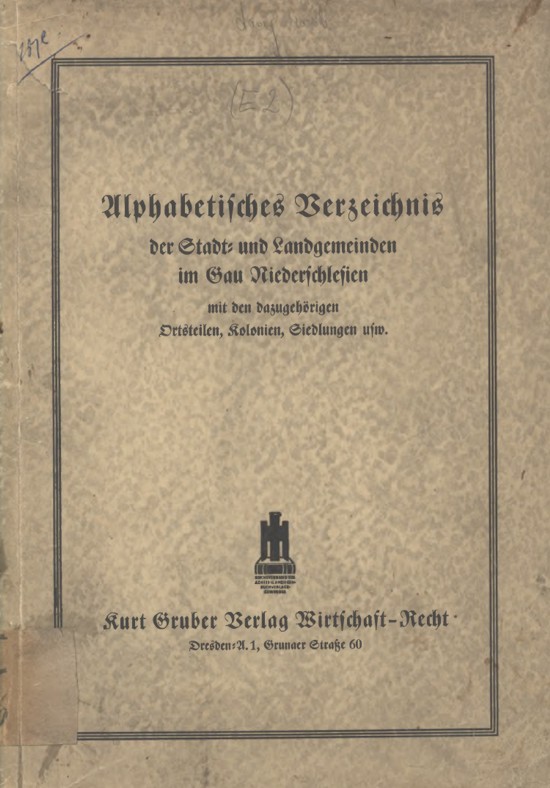 (E2)
Alphabetisches Verzeichnis
der Stadt= und Landgemeinden
im Gau Niederschlesien
mit den dazugehörigen
Ortsteilen, Kolonien, Siedlungen usw.
Kurt Gruber Verlag Wirtschaft-Recht
Dresden=A. 1, Grunaer Straße 60